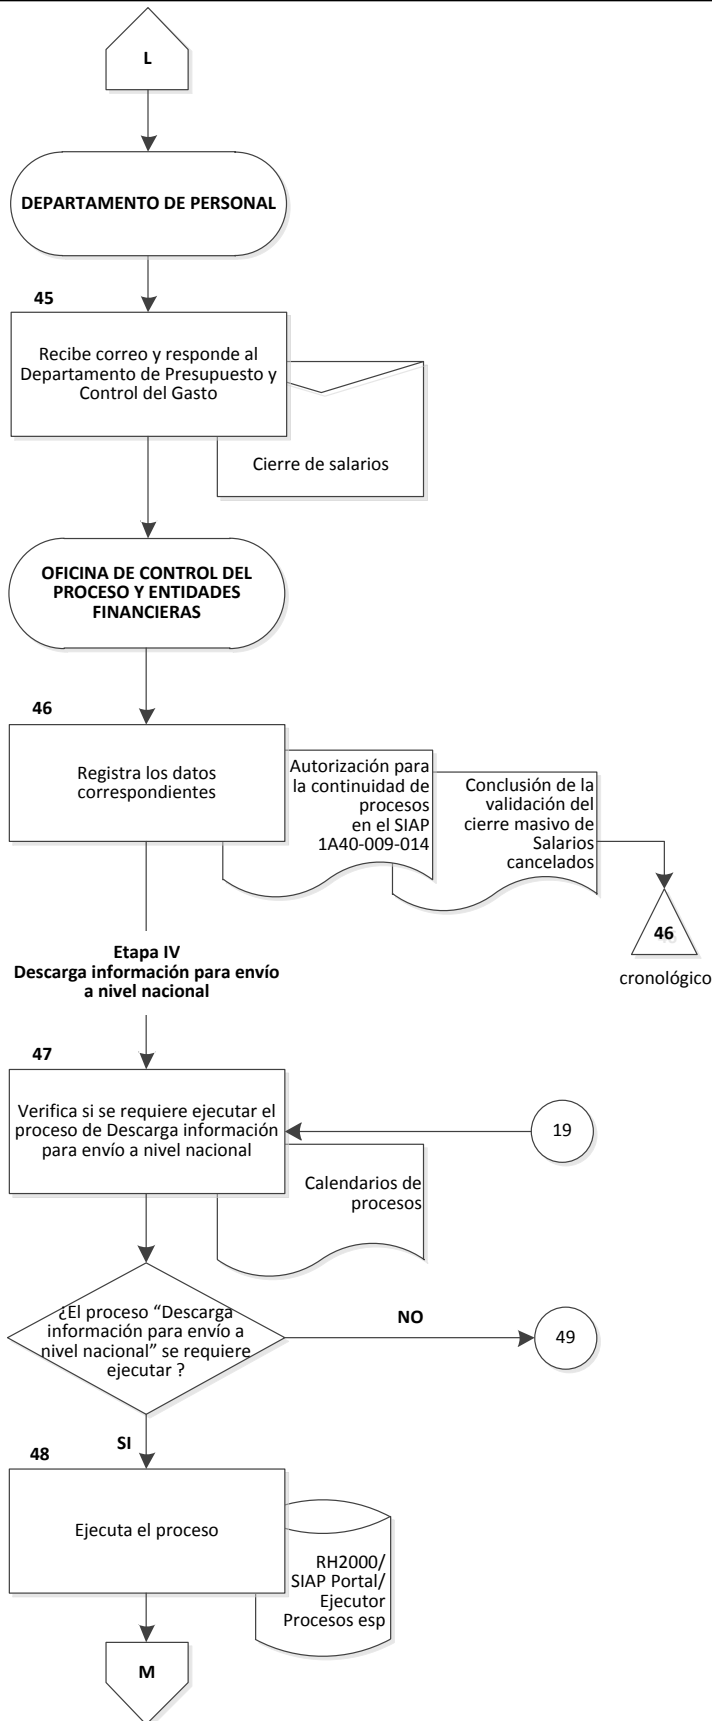 L
DEPARTAMENTO DE PERSONAL
45
Recibe correo y responde al
Departamento de Presupuesto y
Control del Gasto
Cierre de salarios
OFICINA DE CONTROL DEL
PROCESO Y ENTIDADES
FINANCIERAS
46
Registra los datos
correspondientes
Autorización para
la continuidad de
procesos
en el SIAP
1A40-009-014
Conclusión de la
validación del
cierre masivo de
Salarios
cancelados
46
cronológico
Etapa IV
Descarga información para envío
a nivel nacional
47
Verifica si se requiere ejecutar el
proceso de Descarga información
para envío a nivel nacional
19
Calendarios de
procesos
¿El proceso “Descarga
información para envío a
nivel nacional” se requiere
ejecutar ?
NO
49
SI
48
Ejecuta el proceso
RH2000/
SIAP Portal/
Ejecutor
Procesos esp
M